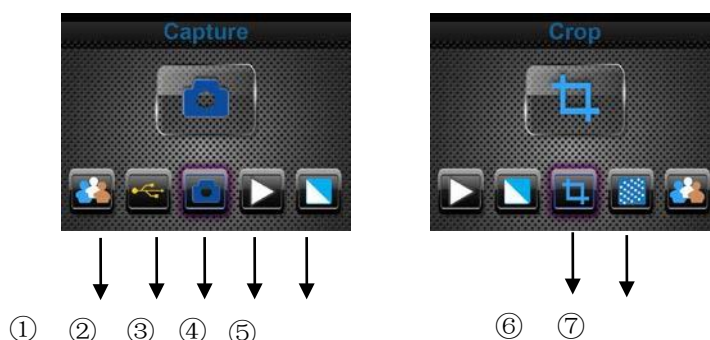 Capture
Crop
① ② ③ ④ ⑤
⑥ ⑦